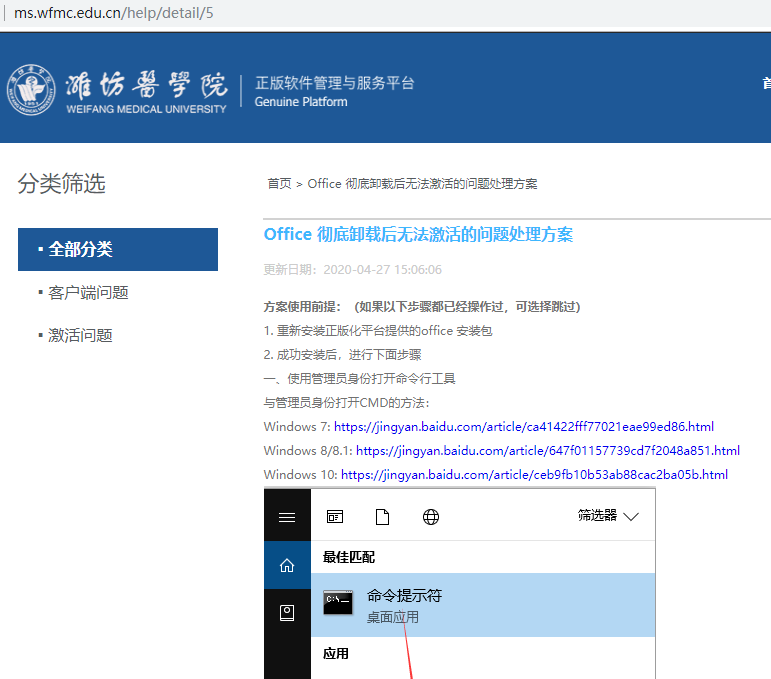 ms.wfmc.edu.cn/help/detail/5
濰坊醫學院
WEIFANG MEDICAL UNIVERSITY
正版软件管理与服务平台
Genuine Platform
首
分类筛选
首页 > Office 彻底卸载后无法激活的问题处理方案
▪ 全部分类
▪ 客户端问题
▪ 激活问题
Office 彻底卸载后无法激活的问题处理方案
更新日期：2020-04-27 15:06:06
方案使用前提：（如果以下步骤都已经操作过，可选择跳过）
1. 重新安装正版化平台提供的office 安装包
2. 成功安装后，进行下面步骤
一、使用管理员身份打开命令行工具
与管理员身份打开CMD的方法：
Windows 7: https://jingyan.baidu.com/article/ca41422fff77021eae99ed86.html
Windows 8/8.1: https://jingyan.baidu.com/article/647f01157739cd7f2048a851.html
Windows 10: https://jingyan.baidu.com/article/ceb9fb10b53ab88cac2ba05b.html
筛选器
最佳匹配
C:\_
命令提示符
桌面应用
应用